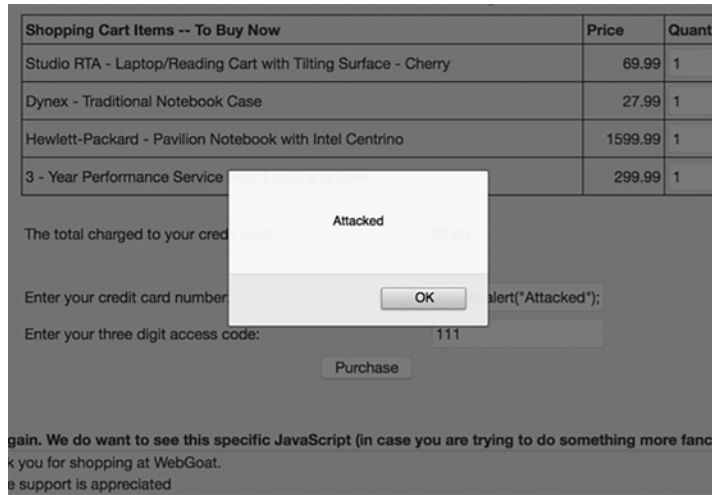 Shopping Cart Items -- To Buy Now Price Quant
Studio RTA - Laptop/Reading Cart with Tilting Surface - Cherry 69.99 1
Dynex - Traditional Notebook Case 27.99 1
Hewlett-Packard - Pavilion Notebook with Intel Centrino 1599.99 1
3 - Year Performance Service 299.99 1
Attacked
The total charged to your cred
OK
Enter your credit card number alert("Attacked");
Enter your three digit access code: 111
Purchase
gain. We do want to see this specific JavaScript (in case you are trying to do something more fanc
k you for shopping at WebGoat.
e support is appreciated